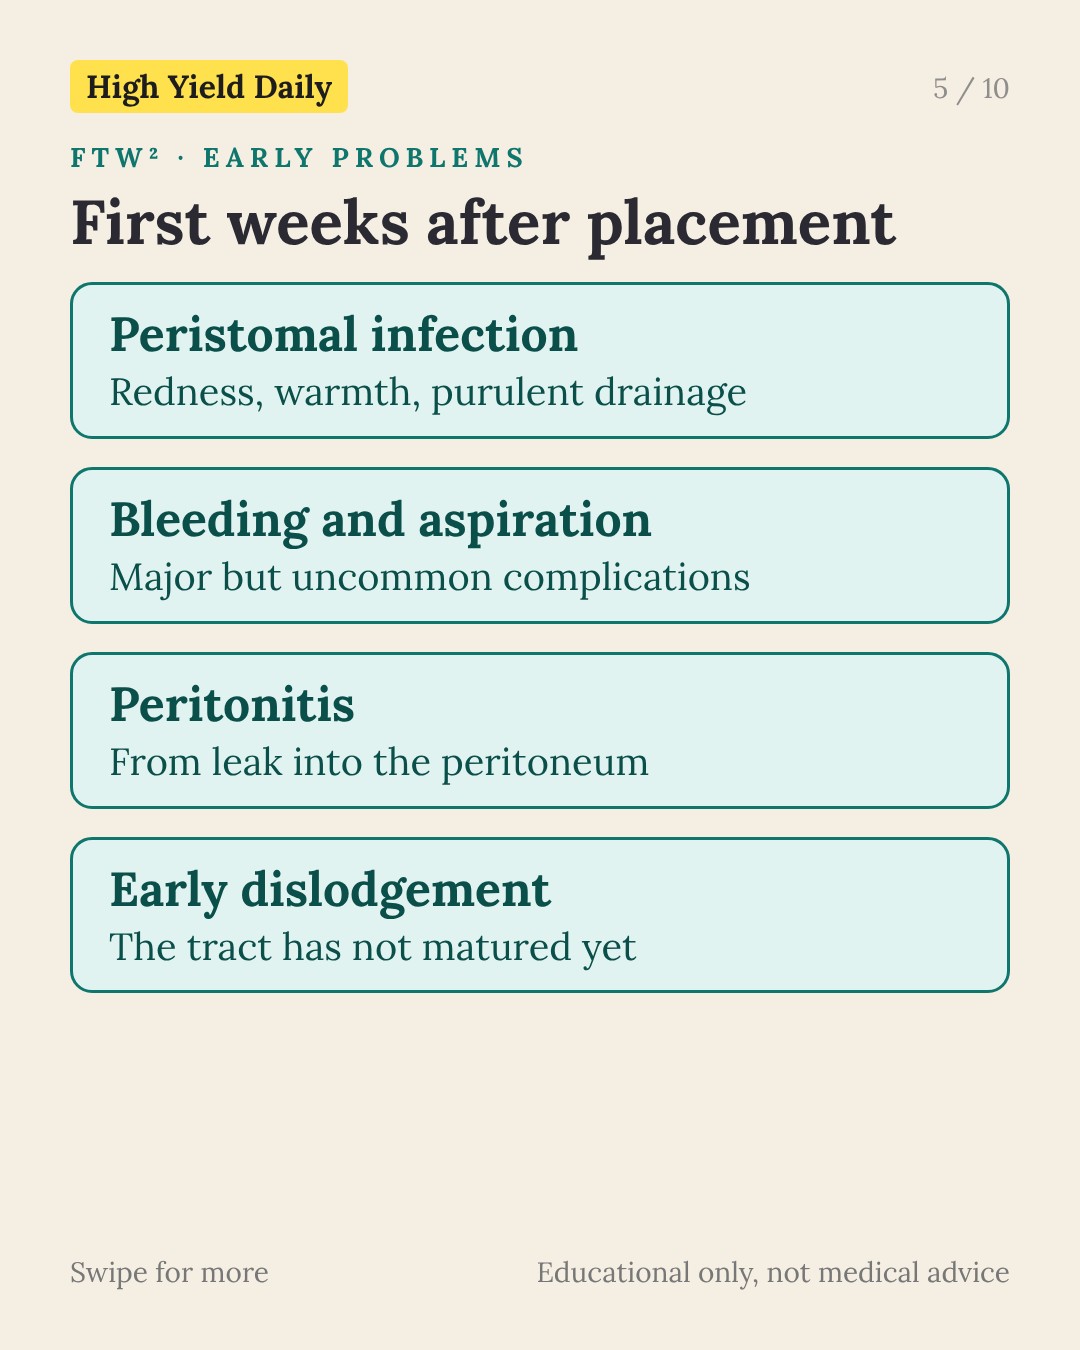 High Yield Daily
5 / 10
FTW² · EARLY PROBLEMS
First weeks after placement
Peristomal infection
Redness, warmth, purulent drainage
Bleeding and aspiration
Major but uncommon complications
Peritonitis
From leak into the peritoneum
Early dislodgement
The tract has not matured yet
Swipe for more
Educational only, not medical advice